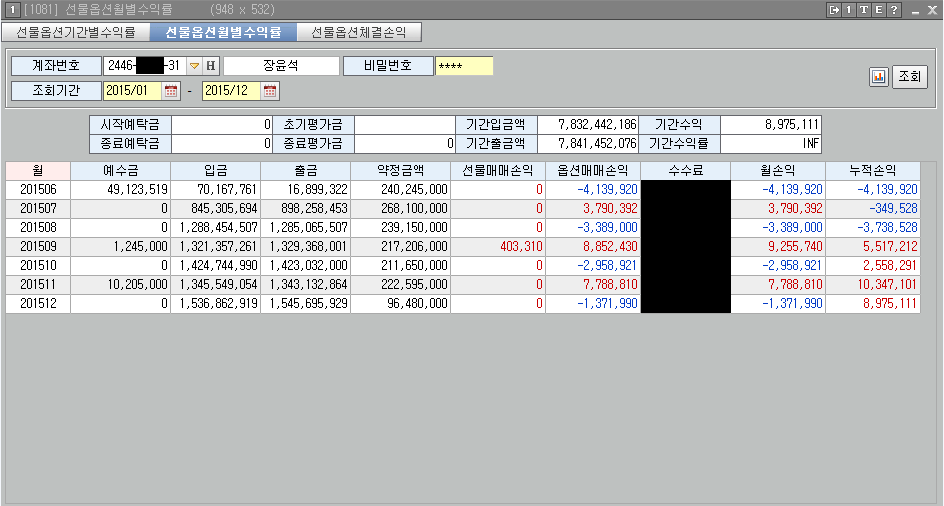 1 [1081] 선물옵션월별수익률 (948 x 532) 1 T E ?
선물옵션기간별수익률 선물옵션월별수익률 선물옵션체결손익
계좌번호 2446- -31 H 장윤석 비밀번호 ****
조회기간 2015/01 - 2015/12 조회
시작예탁금 0 초기평가금 기간입금액 7,832,442,186 기간수익 8,975,111
종료예탁금 0 종료평가금 0 기간출금액 7,841,452,076 기간수익률 INF
월 예수금 입금 출금 약정금액 선물매매손익 옵션매매손익 수수료 월손익 누적손익
201506 49,123,519 70,167,761 16,899,322 240,245,000 0 -4,139,920 -4,139,920 -4,139,920
201507 0 845,305,694 898,258,453 268,100,000 0 3,790,392 3,790,392 -349,528
201508 0 1,288,454,507 1,285,065,507 239,150,000 0 -3,389,000 -3,389,000 -3,738,528
201509 1,245,000 1,321,357,261 1,329,368,001 217,206,000 403,310 8,852,430 9,255,740 5,517,212
201510 0 1,424,744,990 1,423,032,000 211,650,000 0 -2,958,921 -2,958,921 2,558,291
201511 10,205,000 1,345,549,054 1,343,132,864 222,595,000 0 7,788,810 7,788,810 10,347,101
201512 0 1,536,862,919 1,545,695,929 96,480,000 0 -1,371,990 -1,371,990 8,975,111